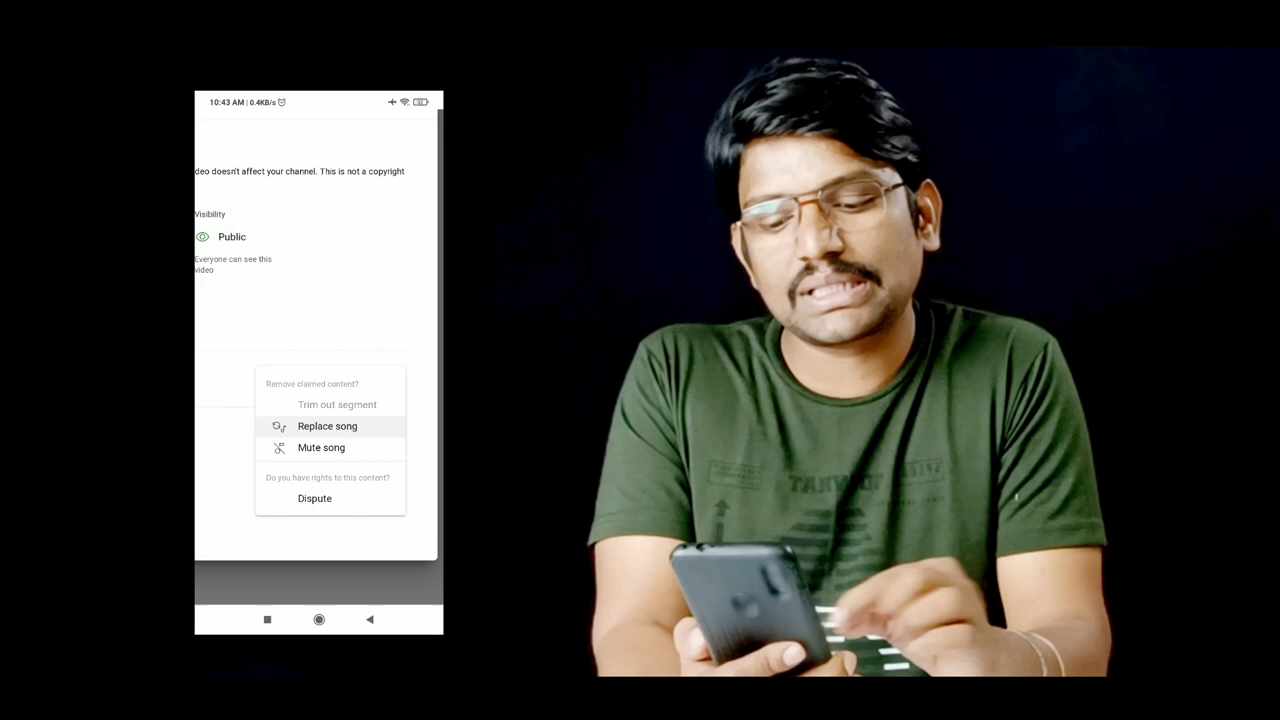 10:43 AM | 0.4KB/s
deo doesn't affect your channel. This is not a copyright
Visibility
Public
Everyone can see this
video
Remove claimed content?
Trim out segment
Replace song
Mute song
Do you have rights to this content?
Dispute